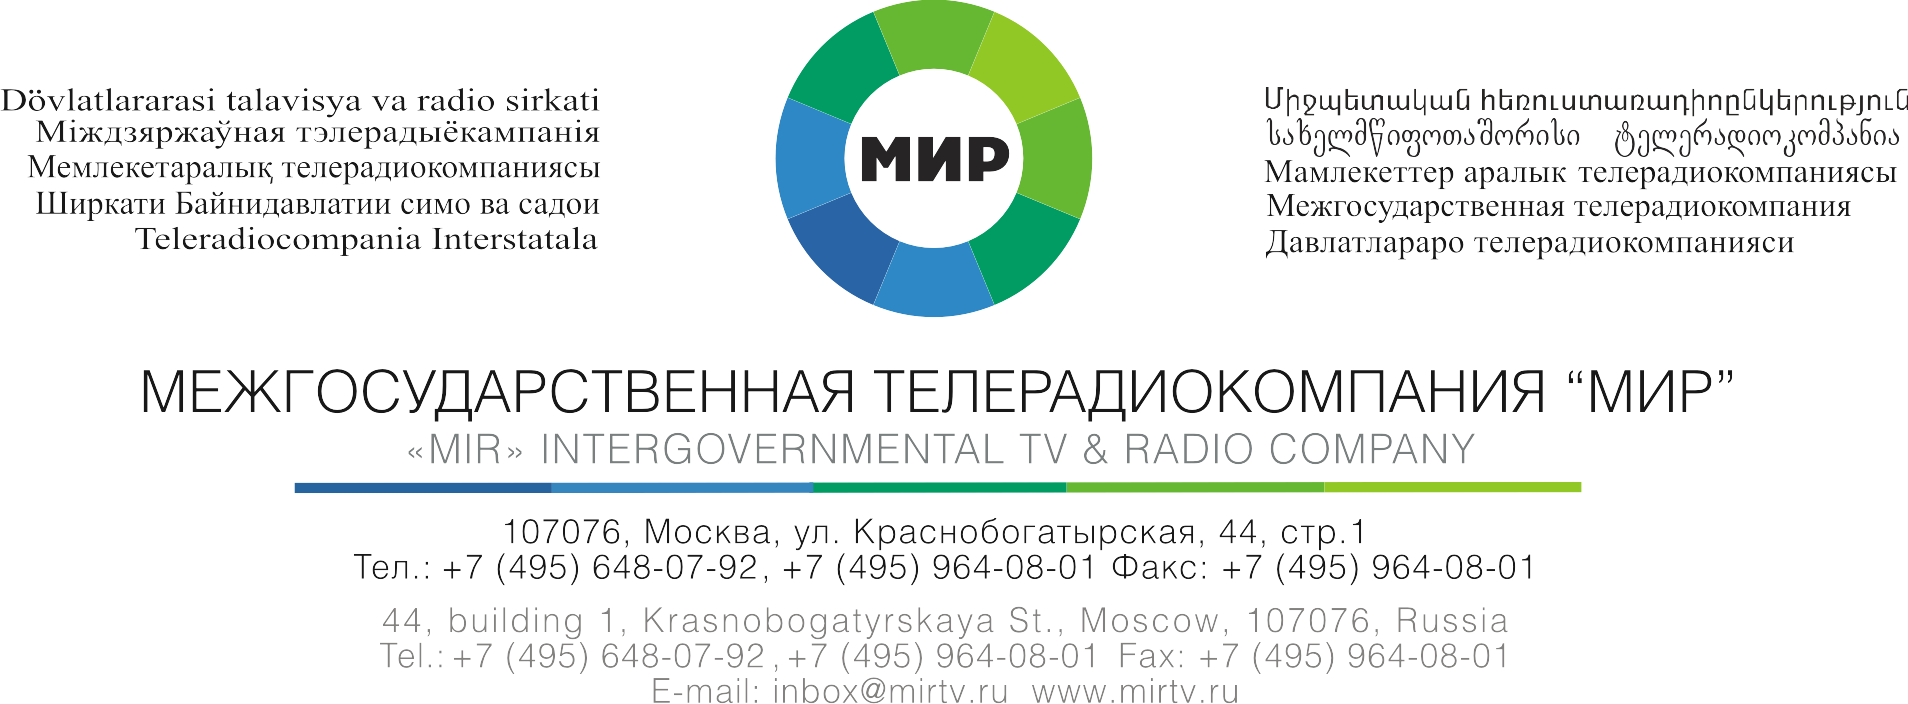 Dövlatlararasi talavisya va radio sirkati
Міждзяржаўная тэлерадыёкампанія
Мемлекетаралық телерадиокомпаниясы
Ширкати Байнидавлатии симо ва садои
Teleradiocompania Interstatala
МИР
Միջպետական հեռուստառադիոընկերություն
სახელმწიფოთაშორისი ტელერადიოკომპანია
Мамлекеттер аралык телерадиокомпаниясы
Межгосударственная телерадиокомпания
Давлатлараро телерадиокомпанияси
МЕЖГОСУДАРСТВЕННАЯ ТЕЛЕРАДИОКОМПАНИЯ “МИР”
«MIR» INTERGOVERNMENTAL TV & RADIO COMPANY
107076, Москва, ул. Краснобогатырская, 44, стр.1
Тел.: +7 (495) 648-07-92, +7 (495) 964-08-01 Факс: +7 (495) 964-08-01
44, building 1, Krasnobogatyrskaya St., Moscow, 107076, Russia
Tel.: +7 (495) 648-07-92, +7 (495) 964-08-01 Fax: +7 (495) 964-08-01
E-mail: inbox@mirtv.ru www.mirtv.ru